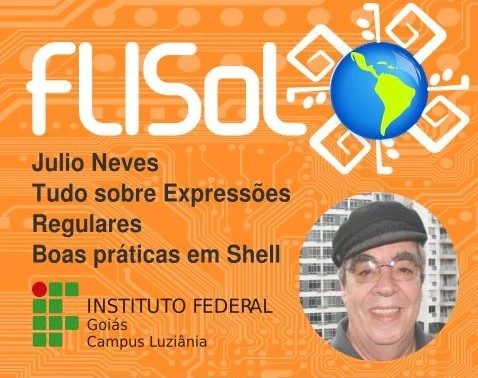 FLISoL
Julio Neves
Tudo sobre Expressões
Regulares
Boas práticas em Shell
INSTITUTO FEDERAL
Goiás
Campus Luziânia